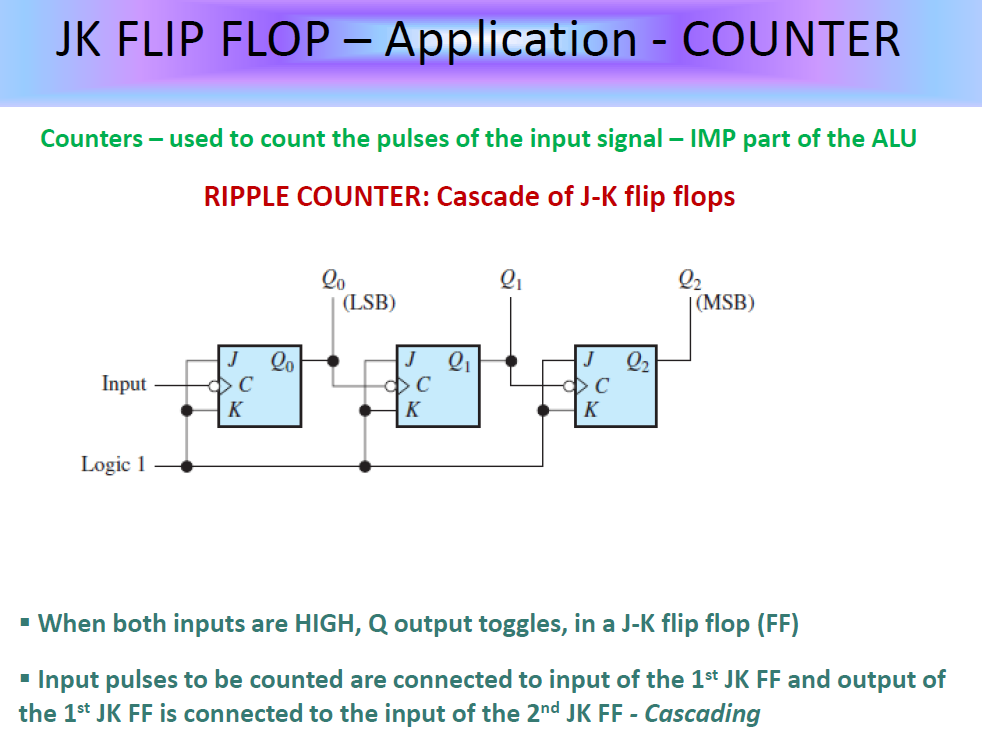 JK FLIP FLOP – Application - COUNTER
Counters – used to count the pulses of the input signal – IMP part of the ALU
RIPPLE COUNTER: Cascade of J-K flip flops
Q0 Q1 Q2
(LSB) (MSB)
J Q0 J Q1 J Q2
Input C C C
K K K
Logic 1
▪ When both inputs are HIGH, Q output toggles, in a J-K flip flop (FF)
▪ Input pulses to be counted are connected to input of the 1st JK FF and output of
the 1st JK FF is connected to the input of the 2nd JK FF - Cascading